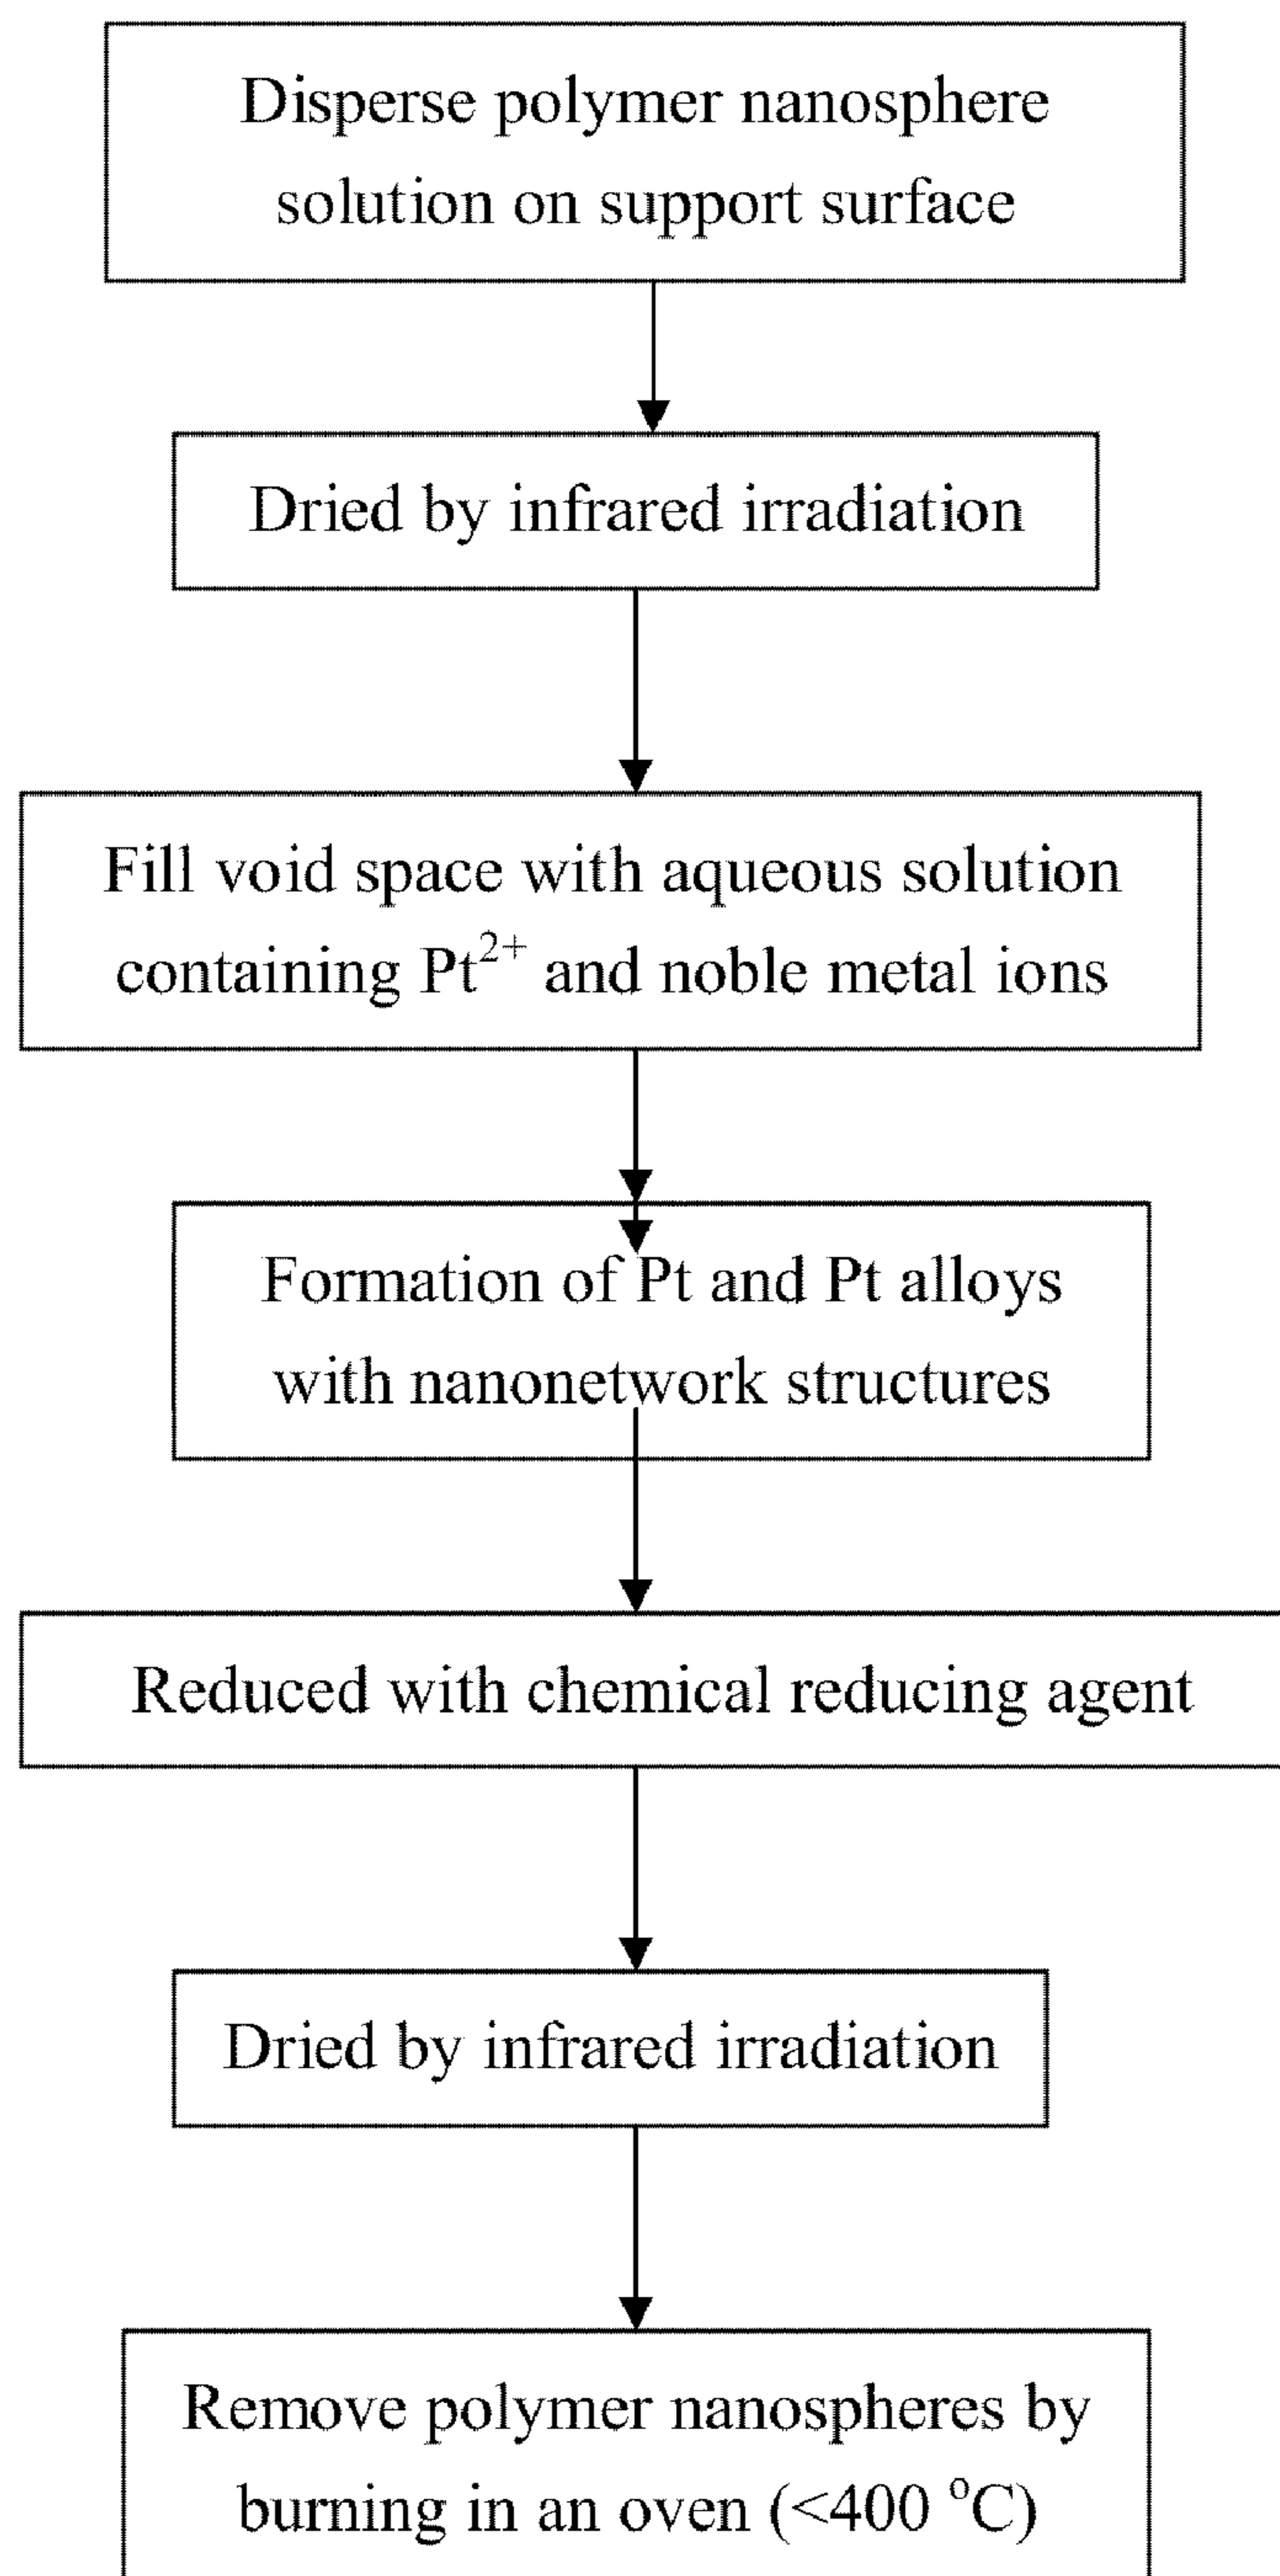 Disperse polymer nanosphere
solution on support surface
Dried by infrared irradiation
Fill void space with aqueous solution
containing Pt²⁺ and noble metal ions
Formation of Pt and Pt alloys
with nanonetwork structures
Reduced with chemical reducing agent
Dried by infrared irradiation
Remove polymer nanospheres by
burning in an oven (<400 °C)